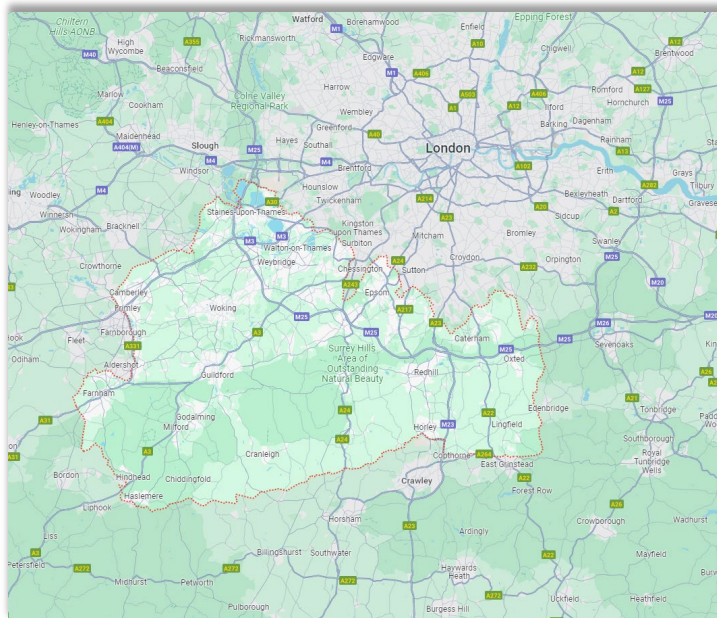 Chiltern
Hills AONB
Watford
Borehamwood
Enfield
Epping Forest
High
Wycombe
A355
Rickmansworth
M1
A10
Chigwell
A12
Brentwood
M40
Beaconsfield
Edgware
M1
A406
A406
Romford
A12
Marlow
Colne Valley
Regional Park
Harrow
A503
A12
Ilford
Hornchurch
A127
Cookham
Wembley
A1
Barking
Dagenham
M25
Henley-on-Thames
A404
Maidenhead
Greenford
A40
Rainham
A404(M)
Slough
M25
Hayes
Southall
London
A13
M4
M4
Brentford
Erith
Grays
Windsor
A102
A282
Tilbury
Woodley
M4
Hounslow
A214
Bexleyheath
Dartford
Winnersh
A30
Twickenham
A23
A20
Sidcup
A2
Staines-upon-Thames
Bracknell
Kingston
upon Thames
Mitcham
Bromley
Swanley
Wokingham
M3
M3
Surbiton
Walton-on-Thames
Croydon
Orpington
M25
Crowthorne
Weybridge
A24
A232
Chessington
Sutton
M20
A243
Camberley
Epsom
Frimley
Woking
A217
M25
A23
M26
M20
Farnborough
A3
M25
Caterham
Fleet
A321
M25
Sevenoaks
Surrey Hills
Area of
Outstanding
Natural Beauty
Oxted
Odiham
Aldershot
Guildford
Redhill
Farnham
A21
A24
Edenbridge
Tonbridge
Godalming
A22
A31
Milford
Horley
M23
Lingfield
Southborough
A24
A3
Cranleigh
A264
Royal
Tunbridge
Wells
Bordon
East Grinstead
Hindhead
Chiddingfold
Crawley
A22
Haslemere
Forest Row
Liphook
A26
Horsham
A23
Crowborough
Wadhurst
Liss
Ardingly
A3
Billingshurst
Southwater
A22
Mayfield
Petersfield
A272
A272
Haywards
Heath
Midhurst
Petworth
A272
A272
Heathfield
Pulborough
Uckfield
Burgess Hill